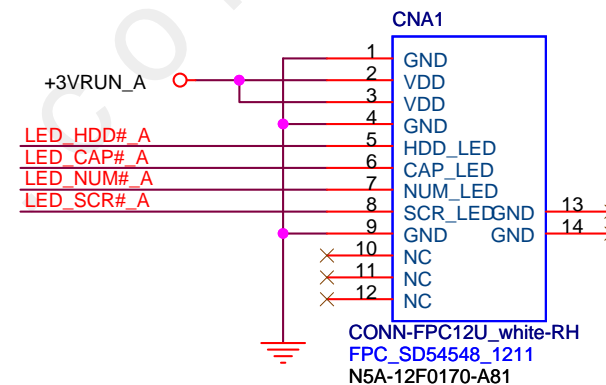 CNA1
1 GND
+3VRUN_A 2 VDD
3 VDD
4 GND
LED_HDD#_A 5 HDD_LED
LED_CAP#_A 6 CAP_LED
LED_NUM#_A 7 NUM_LED
LED_SCR#_A 8 SCR_LED GND 13
9 GND GND 14
10 NC
11 NC
12 NC
CONN-FPC12U_white-RH
FPC_SD54548_1211
N5A-12F0170-A81